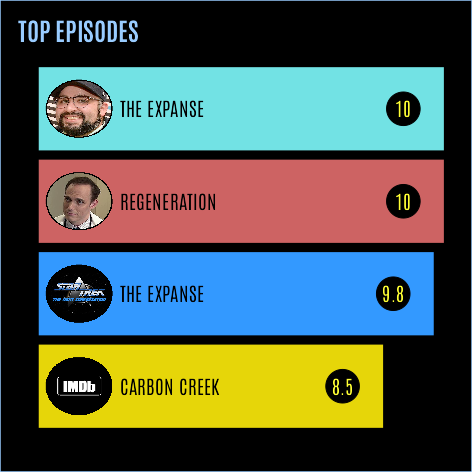 TOP EPISODES
THE EXPANSE 10
REGENERATION 10
STAR TREK
THE NEXT GENERATION
THE EXPANSE 9.8
IMDb CARBON CREEK 8.5